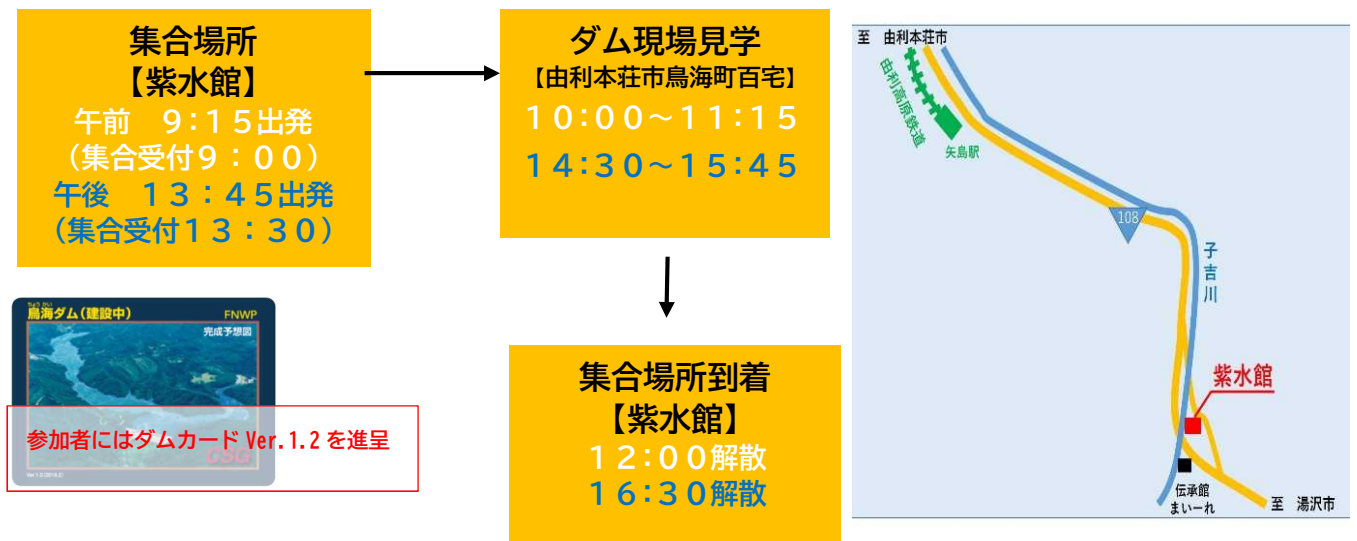 集合場所
【紫水館】
午前　9:15出発
（集合受付9：00）
午後　13：45出発
（集合受付13：30）
ダム現場見学
【由利本荘市鳥海町百宅】
10:00～11:15
14:30～15:45
集合場所到着
【紫水館】
12:00解散
16:30解散
ちょうかい
鳥海ダム（建設中）
FNWP
完成予想図
参加者にはダムカード Ver.1.2 を進呈
CSG
至　由利本荘市
由利高原鉄道
矢島駅
108
子吉川
紫水館
伝承館
まいーれ
至　湯沢市